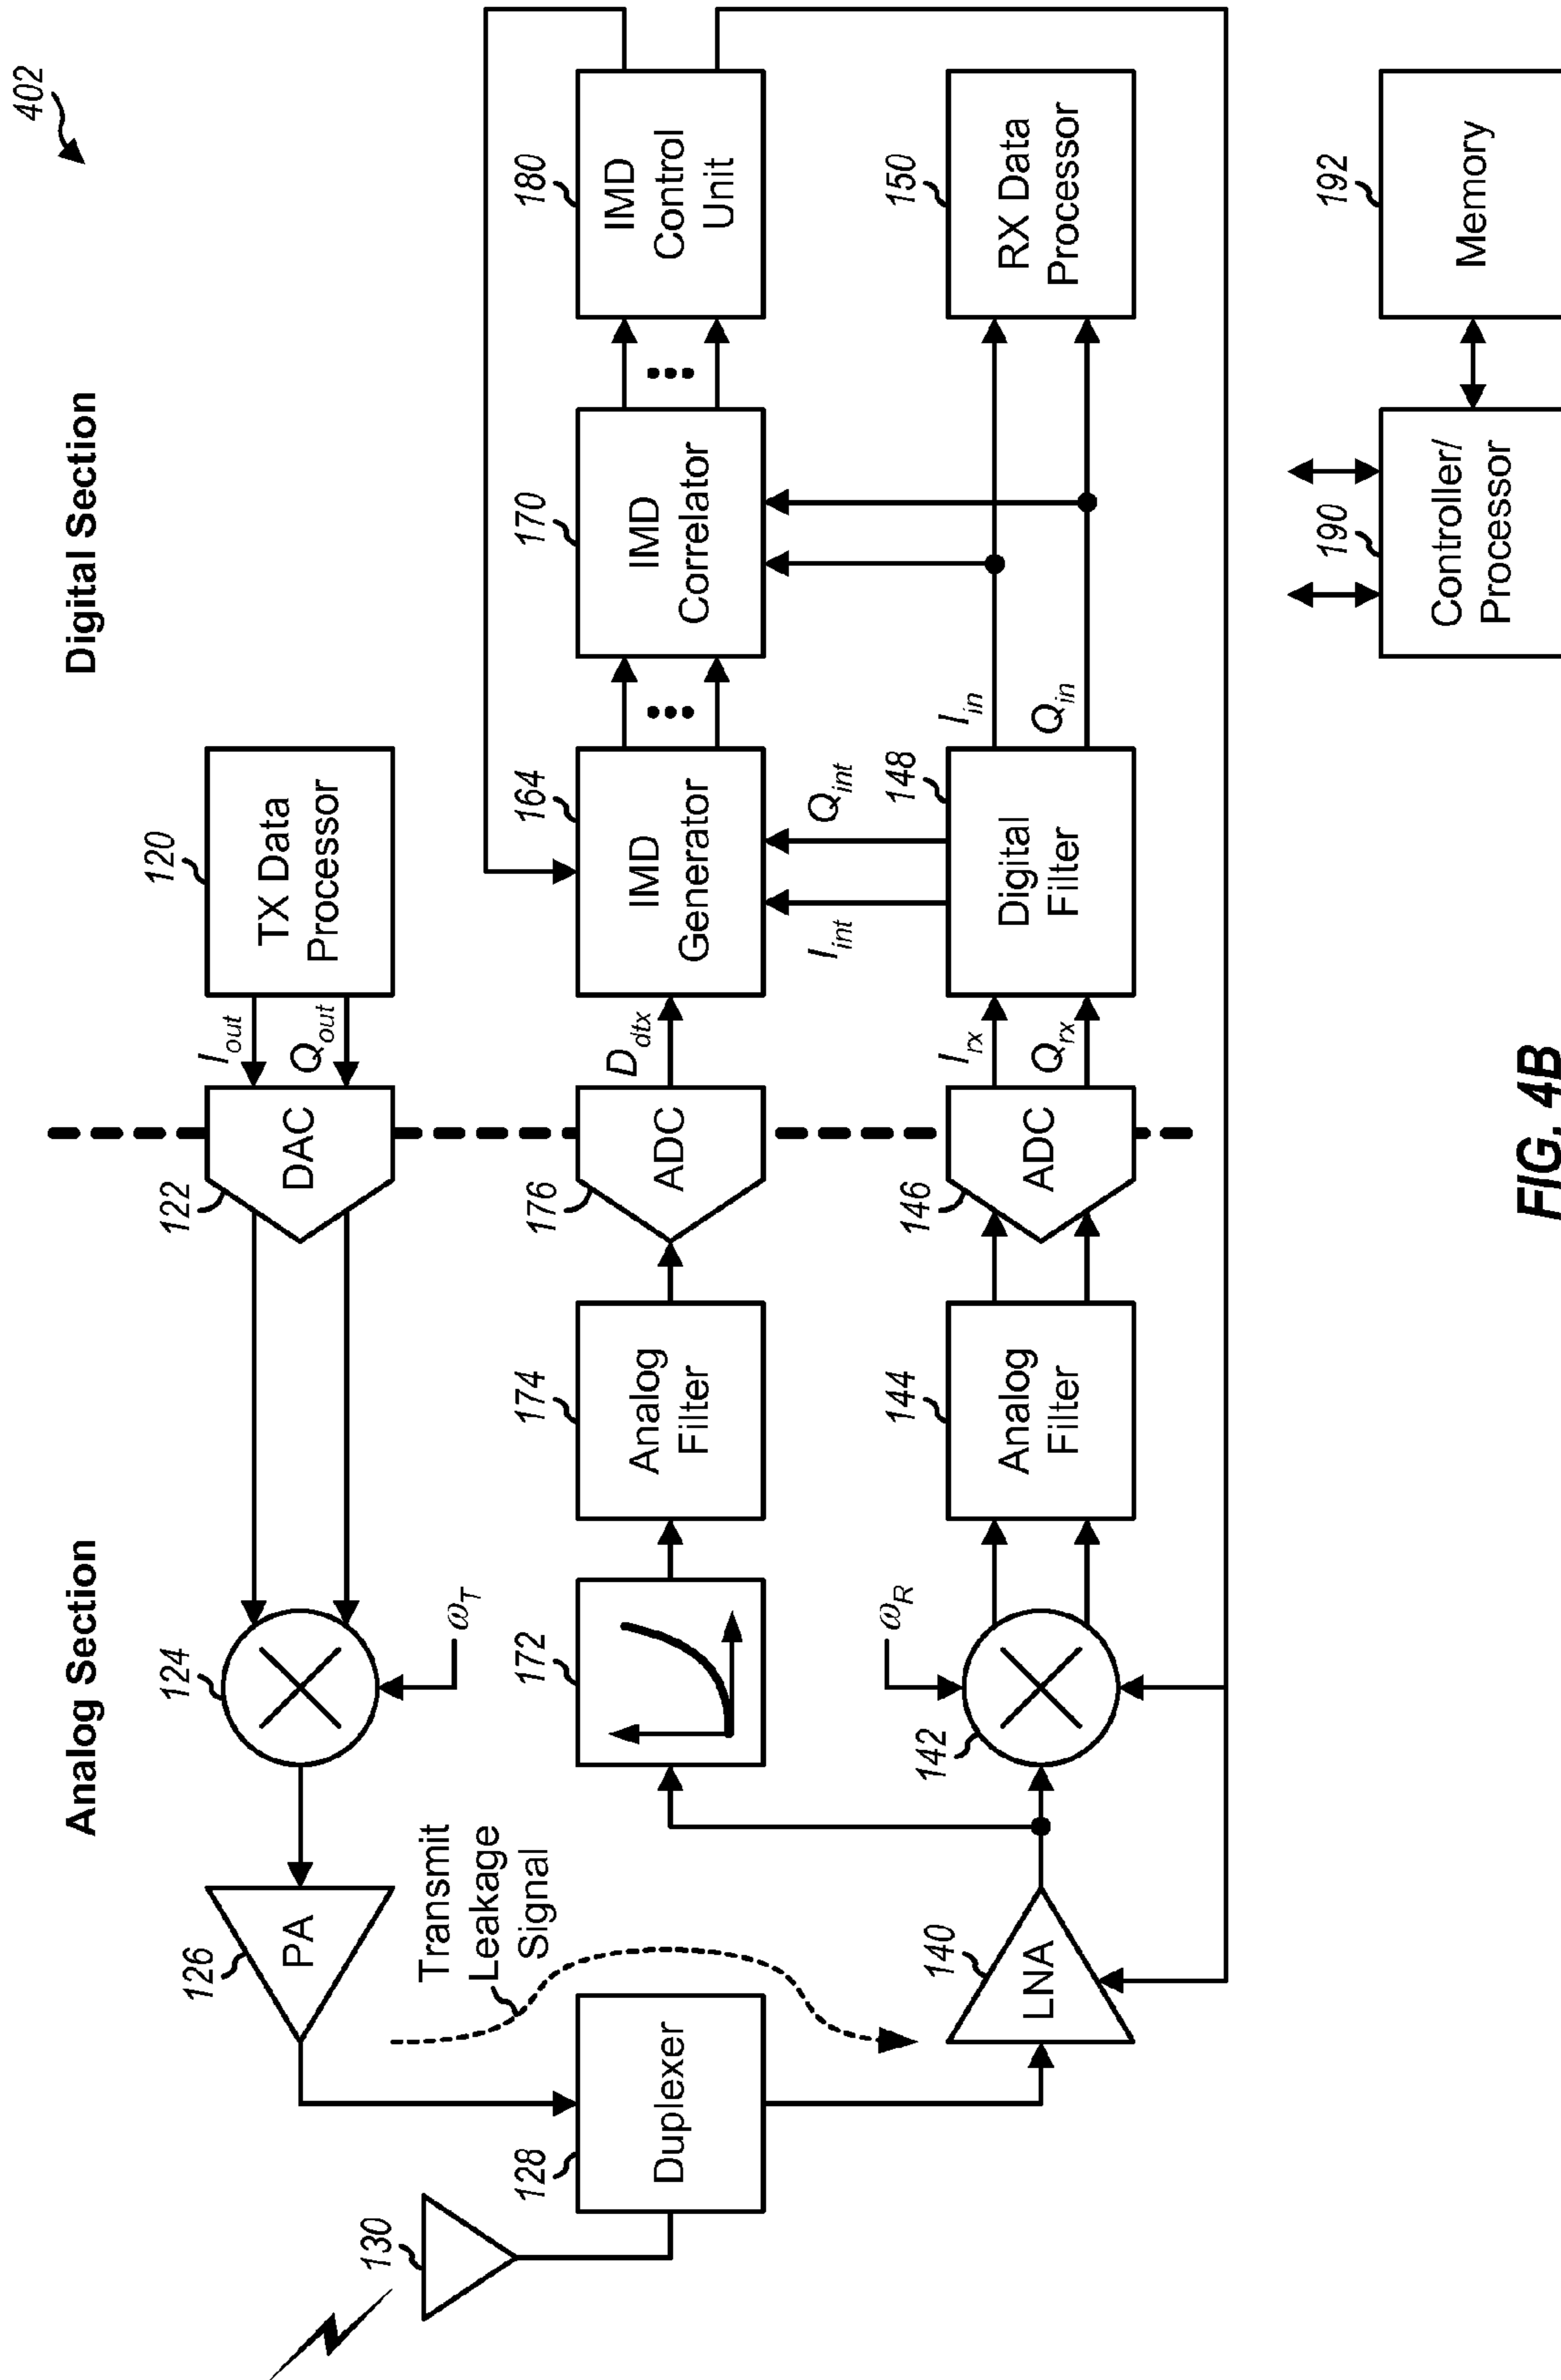 402
Analog Section
Digital Section
130
126
PA
124
ω_T
122
DAC
I_out
Q_out
120
TX Data
Processor
Transmit
Leakage
Signal
128
Duplexer
172
174
Analog
Filter
176
ADC
D_dtx
164
IMD
Generator
170
IMD
Correlator
180
IMD
Control
Unit
I_int
Q_int
140
LNA
142
ω_R
144
Analog
Filter
146
ADC
I_rx
Q_rx
148
Digital
Filter
I_in
Q_in
150
RX Data
Processor
190
Controller/
Processor
192
Memory
FIG. 4B